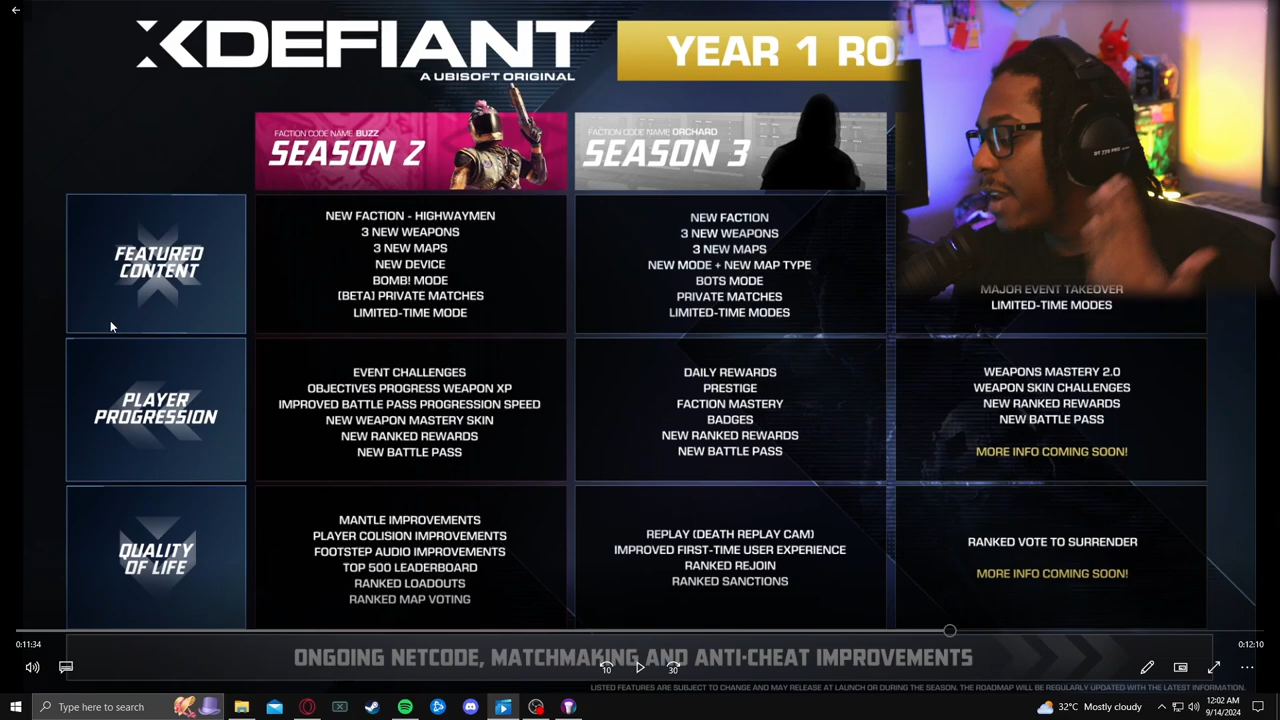 XDEFIANT
A UBISOFT ORIGINAL
YEAR 1
FACTION CODE NAME BUZZ
SEASON 2
FACTION CODE NAME ORCHARD
SEASON 3
FEATURED
CONTENT
NEW FACTION - HIGHWAYMEN
3 NEW WEAPONS
3 NEW MAPS
NEW DEVICE
BOMB! MODE
(BETA) PRIVATE MATCHES
LIMITED-TIME MODE
NEW FACTION
3 NEW WEAPONS
3 NEW MAPS
NEW MODE + NEW MAP TYPE
BOTS MODE
PRIVATE MATCHES
LIMITED-TIME MODES
MAJOR EVENT TAKEOVER
LIMITED-TIME MODES
PLAYER
PROGRESSION
EVENT CHALLENGES
OBJECTIVES PROGRESS WEAPON XP
IMPROVED BATTLE PASS PROGRESSION SPEED
NEW WEAPON MASTERY SKIN
NEW RANKED REWARDS
NEW BATTLE PASS
DAILY REWARDS
PRESTIGE
FACTION MASTERY
BADGES
NEW RANKED REWARDS
NEW BATTLE PASS
WEAPONS MASTERY 2.0
WEAPON SKIN CHALLENGES
NEW RANKED REWARDS
NEW BATTLE PASS
MORE INFO COMING SOON!
QUALITY
OF LIFE
MANTLE IMPROVEMENTS
PLAYER COLISION IMPROVEMENTS
FOOTSTEP AUDIO IMPROVEMENTS
TOP 500 LEADERBOARD
RANKED LOADOUTS
RANKED MAP VOTING
REPLAY (DEATH REPLAY CAM)
IMPROVED FIRST-TIME USER EXPERIENCE
RANKED REJOIN
RANKED SANCTIONS
RANKED VOTE TO SURRENDER
MORE INFO COMING SOON!
0:11:34
0:12:10
ONGOING NETCODE, MATCHMAKING AND ANTI-CHEAT IMPROVEMENTS
10
30
LISTED FEATURES ARE SUBJECT TO CHANGE AND MAY RELEASE AT LAUNCH OR DURING THE SEASON. THE ROADMAP WILL BE REGULARLY UPDATED WITH THE LATEST INFORMATION.
Type here to search
32°C Mostly cloudy
12:02 AM
9/14/2024